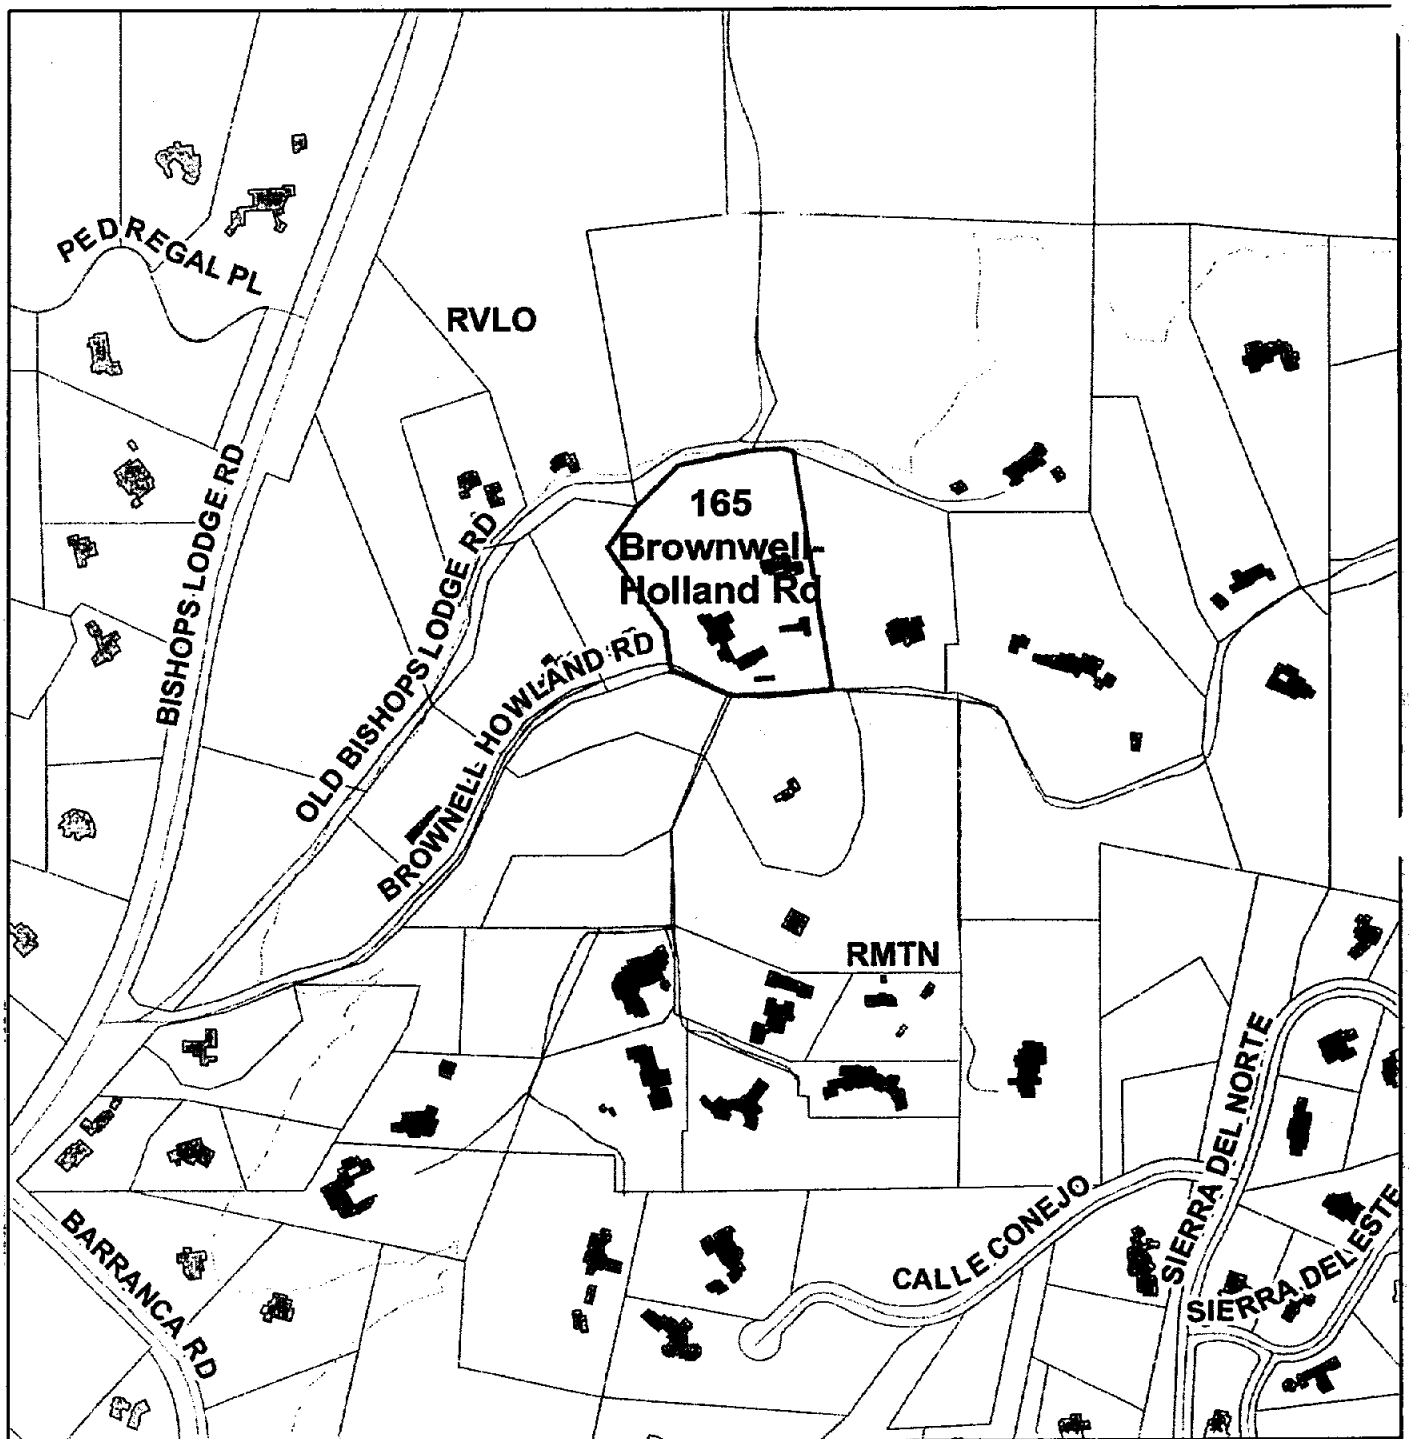 PEDREGAL PL
RVLO
BISHOPS LODGE RD
165
Brownwell-
Holland Rd
OLD BISHOPS LODGE RD
BROWNELL HOWLAND RD
RMTN
SIERRA DEL NORTE
CALLE CONEJO
SIERRA DEL ESTE
BARRANCA RD